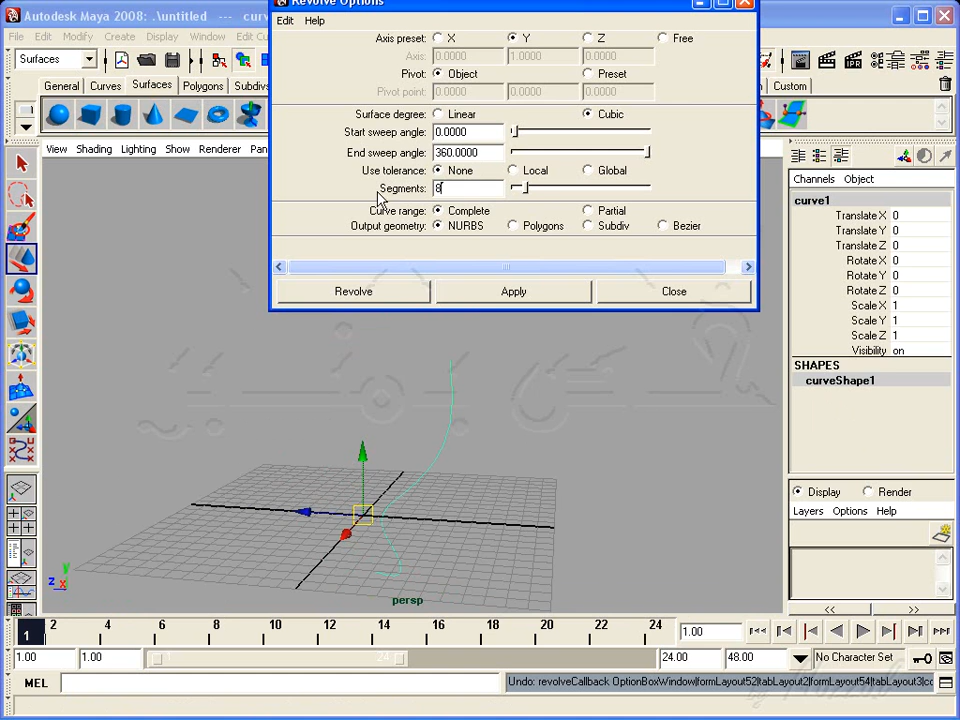 Autodesk Maya 2008: .\untitled --- cur
Revolve Options
File Edit Modify Create Display Window Edit Cu
Edit Help
Surfaces
General Curves Surfaces Polygons Subdivs Custom
Axis preset: X Y Z Free
Axis: 0.0000 1.0000 0.0000
Pivot: Object Preset
Pivot point: 0.0000 0.0000 0.0000
Surface degree: Linear Cubic
Start sweep angle: 0.0000
End sweep angle: 360.0000
Use tolerance: None Local Global
Segments: 8
Curve range: Complete Partial
Output geometry: NURBS Polygons Subdiv Bezier
Revolve Apply Close
View Shading Lighting Show Renderer Pan
Channels Object
curve1
Translate X 0
Translate Y 0
Translate Z 0
Rotate X 0
Rotate Y 0
Rotate Z 0
Scale X 1
Scale Y 1
Scale Z 1
Visibility on
SHAPES
curveShape1
Display Render
Layers Options Help
y
z x
persp
<< >>
1 2 4 6 8 10 12 14 16 18 20 22 24 1.00
1.00 1.00 24 24.00 48.00 No Character Set
MEL Undo: revolveCallback OptionBoxWindow|formLayout52|tabLayout2|formLayout54|tabLayout3|co